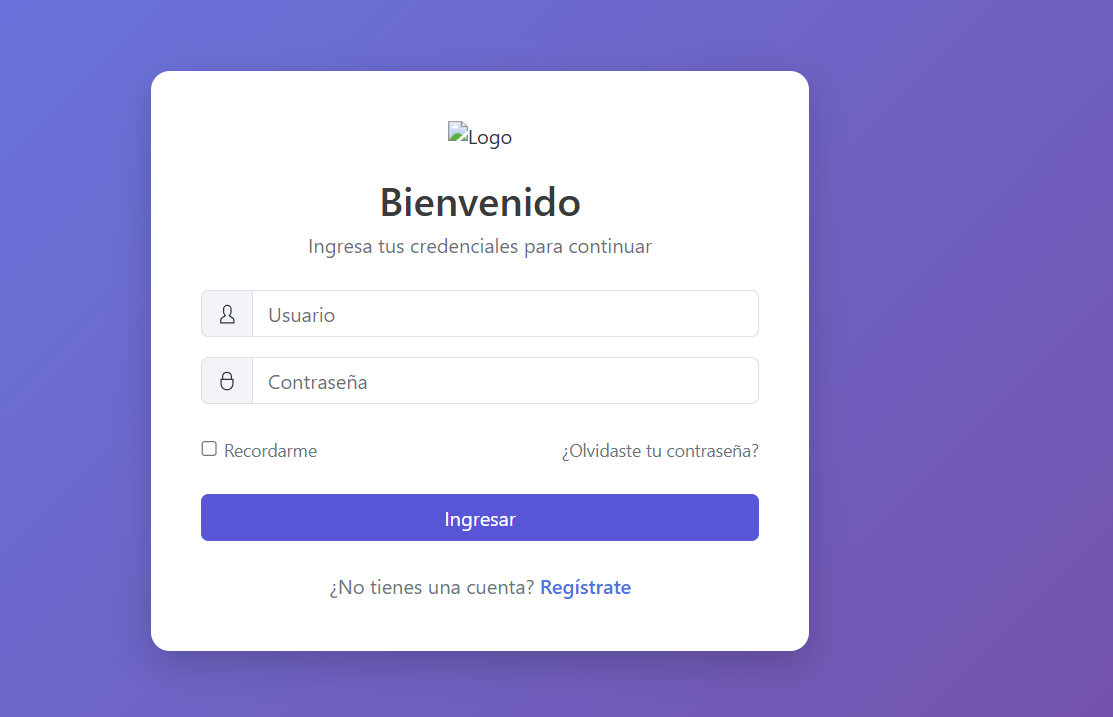 Logo
Bienvenido
Ingresa tus credenciales para continuar
Usuario
Contraseña
Recordarme
¿Olvidaste tu contraseña?
Ingresar
¿No tienes una cuenta? Regístrate